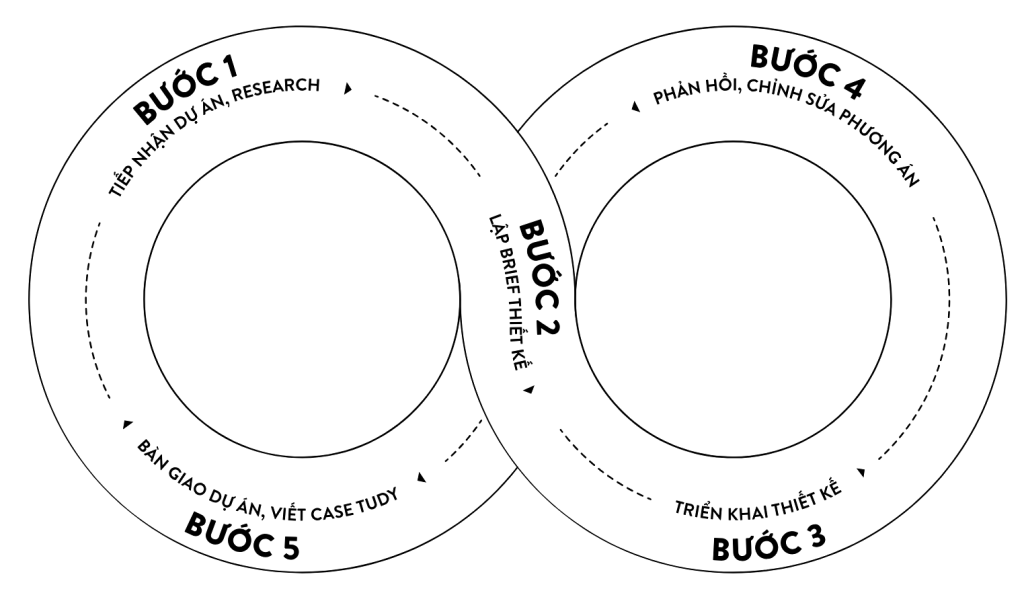 BƯỚC 1
TIẾP NHẬN DỰ ÁN, RESEARCH
BƯỚC 2
LẬP BRIEF THIẾT KẾ
TRIỂN KHAI THIẾT KẾ
BƯỚC 3
BƯỚC 4
PHẢN HỒI, CHỈNH SỬA PHƯƠNG ÁN
BÀN GIAO DỰ ÁN, VIẾT CASE TUDY
BƯỚC 5